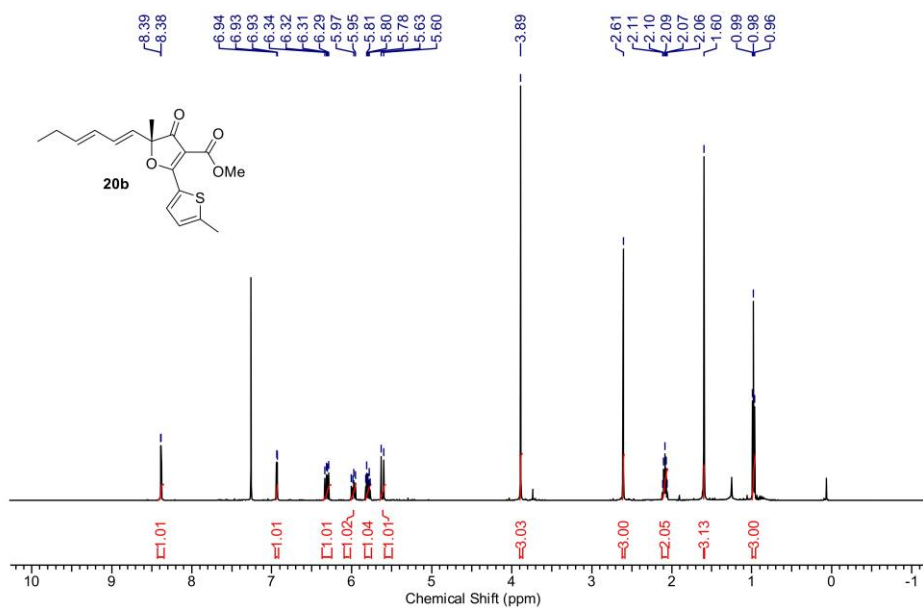 8.39 8.38 6.94 6.93 6.93 6.34 6.32 6.31 6.29 5.97 5.95 5.81 5.80 5.78 5.63 5.60 3.89 2.61 2.11 2.10 2.09 2.07 2.06 1.60 0.99 0.98 0.96
O
O
O
OMe
20b
S
1.01 1.01 1.01 1.02 1.04 1.01 3.03 3.00 2.05 3.13 3.00
10 9 8 7 6 5 4 3 2 1 0 -1
Chemical Shift (ppm)